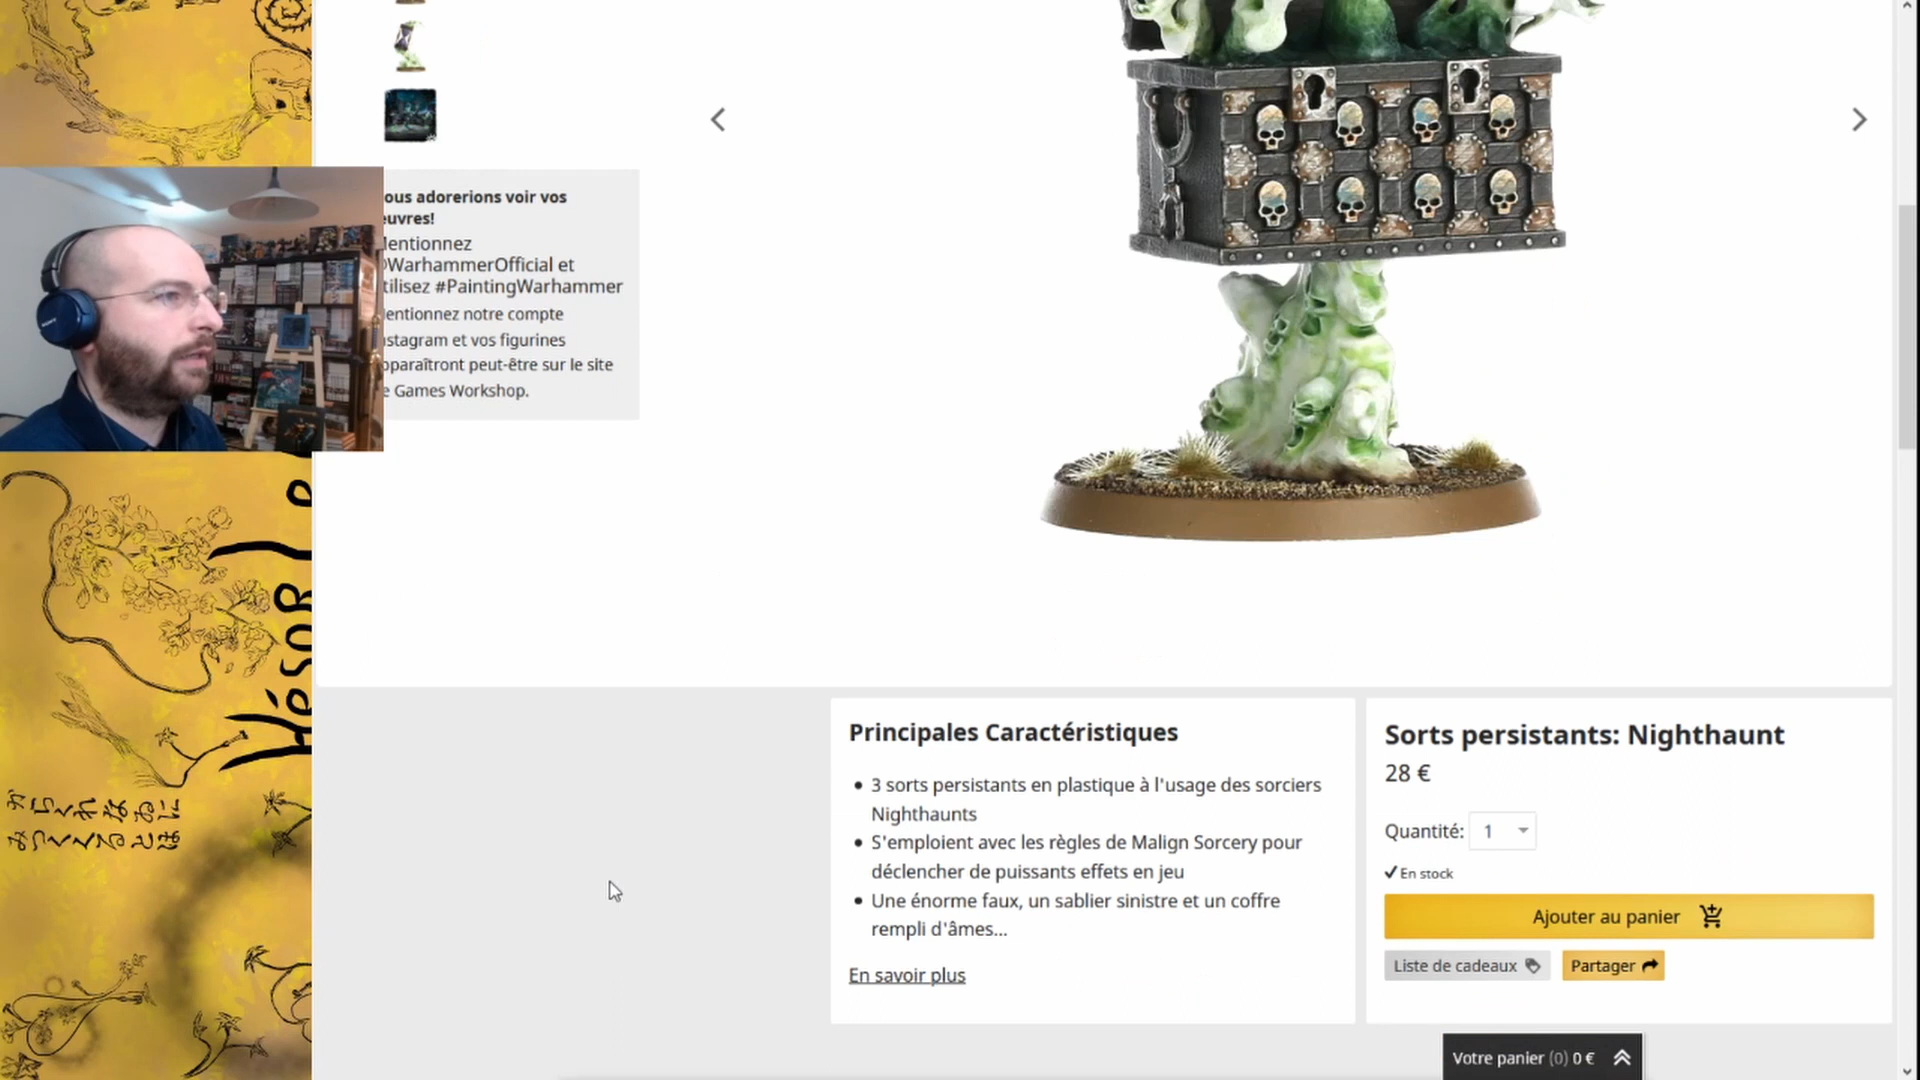 ous adorerions voir vos
euvres!
Mentionnez
@WarhammerOfficial et
tilisez #PaintingWarhammer
entionnez notre compte
nstagram et vos figurines
pparaîtront peut-être sur le site
e Games Workshop.
Principales Caractéristiques
• 3 sorts persistants en plastique à l'usage des sorciers
Nighthaunts
• S'emploient avec les règles de Malign Sorcery pour
déclencher de puissants effets en jeu
• Une énorme faux, un sablier sinistre et un coffre
rempli d'âmes...
En savoir plus
Sorts persistants: Nighthaunt
28 €
Quantité: 1
En stock
Ajouter au panier
Liste de cadeaux
Partager
Votre panier (0) 0 €